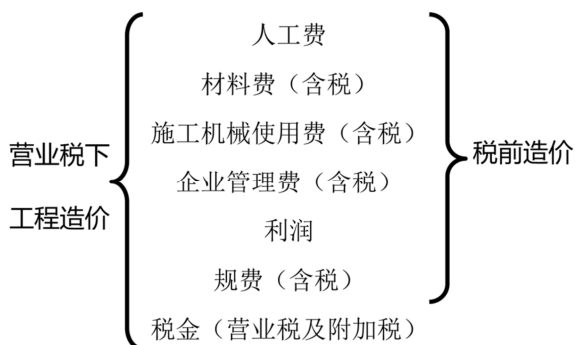 营业税下
工程造价
人工费
材料费（含税）
施工机械使用费（含税）
企业管理费（含税）
利润
规费（含税）
税金（营业税及附加税）
税前造价